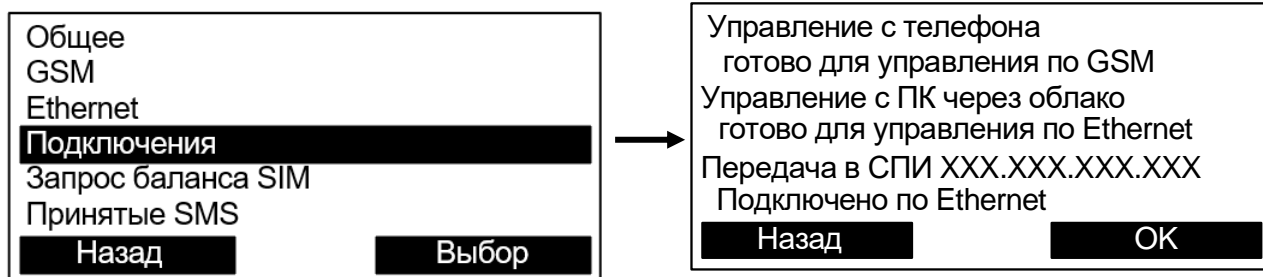 Общее
GSM
Ethernet
Подключения
Запрос баланса SIM
Принятые SMS
Назад Выбор
Управление с телефона
готово для управления по GSM
Управление с ПК через облако
готово для управления по Ethernet
Передача в СПИ XXX.XXX.XXX.XXX
Подключено по Ethernet
Назад OK